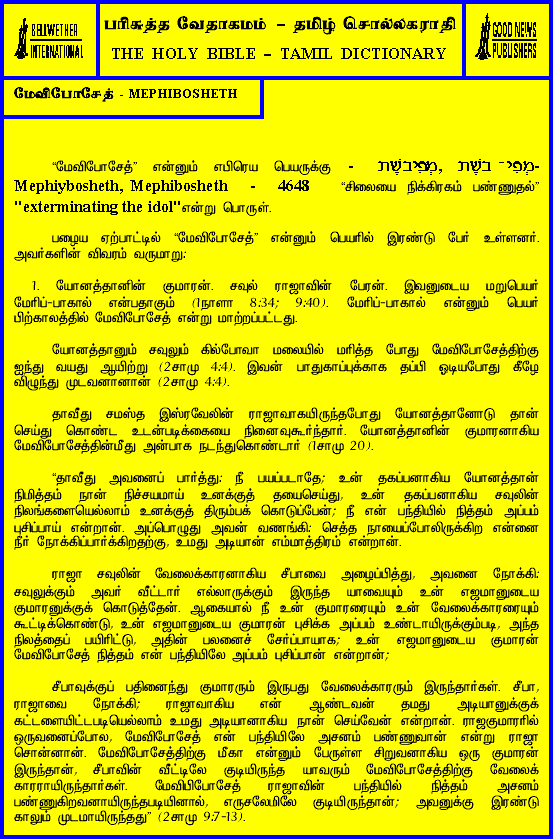 BELLWETHER
INTERNATIONAL
பரிசுத்த வேதாகமம் – தமிழ் சொல்லகராதி
THE HOLY BIBLE – TAMIL DICTIONARY
GOOD NEWS
PUBLISHERS
மேவிபோசேத் - MEPHIBOSHETH
“மேவிபோசேத்” என்னும் எபிரெய பெயருக்கு - מְפִיבֹשֶׁת, מְפִי־בֹשֶׁת-
Mephiybosheth, Mephibosheth - 4648 “சிலையை நிக்கிரகம் பண்ணுதல்”
"exterminating the idol"என்று பொருள்.
பழைய ஏற்பாட்டில் “மேவிபோசேத்” என்னும் பெயரில் இரண்டு பேர் உள்ளனர்.
அவர்களின் விவரம் வருமாறு:
1. யோனத்தானின் குமாரன். சவுல் ராஜாவின் பேரன். இவனுடைய மறுபெயர்
மேரிப்-பாகால் என்பதாகும் (1நாளா 8:34; 9:40). மேரிப்-பாகால் என்னும் பெயர்
பிற்காலத்தில் மேவிபோசேத் என்று மாற்றப்பட்டது.
யோனத்தானும் சவுலும் கில்போவா மலையில் மரித்த போது மேவிபோசேத்திற்கு
ஐந்து வயது ஆயிற்று (2சாமு 4:4). இவன் பாதுகாப்புக்காக தப்பி ஓடியபோது கீழே
விழுந்து முடவனானான் (2சாமு 4:4).
தாவீது சமஸ்த இஸ்ரவேலின் ராஜாவாகயிருந்தபோது யோனத்தானோடு தான்
செய்து கொண்ட உடன்படிக்கையை நினைவுகூர்ந்தார். யோனத்தானின் குமாரனாகிய
மேவிபோசேத்தின்மீது அன்பாக நடந்துகொண்டார் (1சாமு 20).
“தாவீது அவனைப் பார்த்து: நீ பயப்படாதே; உன் தகப்பனாகிய யோனத்தான்
நிமித்தம் நான் நிச்சயமாய் உனக்குத் தயைசெய்து, உன் தகப்பனாகிய சவுலின்
நிலங்களையெல்லாம் உனக்குத் திரும்பக் கொடுப்பேன்; நீ என் பந்தியில் நித்தம் அப்பம்
புசிப்பாய் என்றான். அப்பொழுது அவன் வணங்கி: செத்த நாயைப்போலிருக்கிற என்னை
நீர் நோக்கிப்பார்க்கிறதற்கு, உமது அடியான் எம்மாத்திரம் என்றான்.
ராஜா சவுலின் வேலைக்காரனாகிய சீபாவை அழைப்பித்து, அவனை நோக்கி:
சவுலுக்கும் அவர் வீட்டார் எல்லாருக்கும் இருந்த யாவையும் உன் எஜமானுடைய
குமாரனுக்குக் கொடுத்தேன். ஆகையால் நீ உன் குமாரரையும் உன் வேலைக்காரரையும்
கூட்டிக்கொண்டு, உன் எஜமானுடைய குமாரன் புசிக்க அப்பம் உண்டாயிருக்கும்படி, அந்த
நிலத்தைப் பயிரிட்டு, அதின் பலனைச் சேர்ப்பாயாக; உன் எஜமானுடைய குமாரன்
மேவிபோசேத் நித்தம் என் பந்தியிலே அப்பம் புசிப்பான் என்றான்;
சீபாவுக்குப் பதினைந்து குமாரரும் இருபது வேலைக்காரரும் இருந்தார்கள். சீபா,
ராஜாவை நோக்கி; ராஜாவாகிய என் ஆண்டவன் தமது அடியானுக்குக்
கட்டளையிட்டபடியெல்லாம் உமது அடியானாகிய நான் செய்வேன் என்றான். ராஜகுமாரரில்
ஒருவனைப்போல, மேவிபோசேத் என் பந்தியிலே அசனம் பண்ணுவான் என்று ராஜா
சொன்னான். மேவிபோசேத்திற்கு மீகா என்னும் பேருள்ள சிறுவனாகிய ஒரு குமாரன்
இருந்தான், சீபாவின் வீட்டிலே குடியிருந்த யாவரும் மேவிபோசேத்திற்கு வேலைக்
காரராயிருந்தார்கள். மேவிபிபோசேத் ராஜாவின் பந்தியில் நித்தம் அசனம்
பண்ணுகிறவனாயிருந்தபடியினால், எருசலேமிலே குடியிருந்தான்; அவனுக்கு இரண்டு
காலும் முடமாயிருந்தது” (2சாமு 9:7-13).